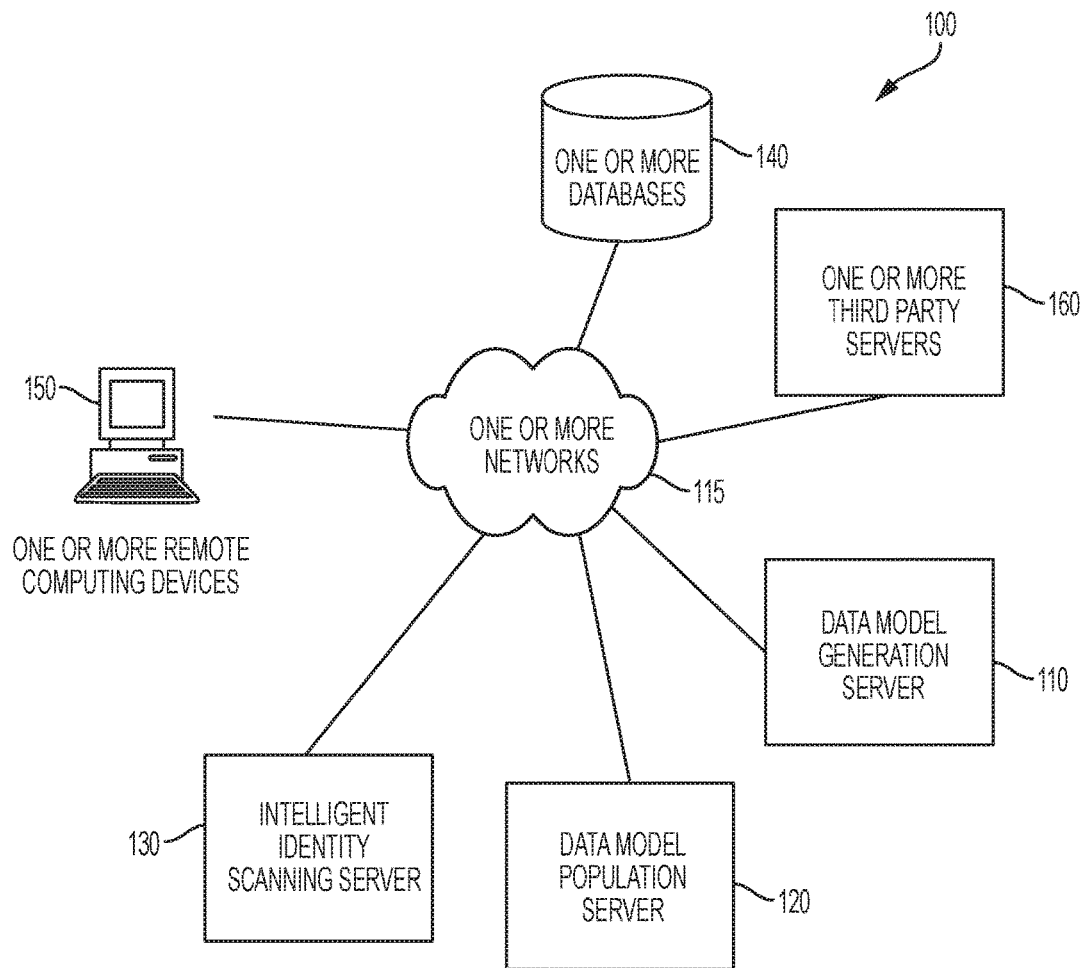 100
ONE OR MORE
DATABASES
140
ONE OR MORE
THIRD PARTY
SERVERS
160
150
ONE OR MORE REMOTE
COMPUTING DEVICES
ONE OR MORE
NETWORKS
115
DATA MODEL
GENERATION
SERVER
110
130
INTELLIGENT
IDENTITY
SCANNING SERVER
DATA MODEL
POPULATION
SERVER
120